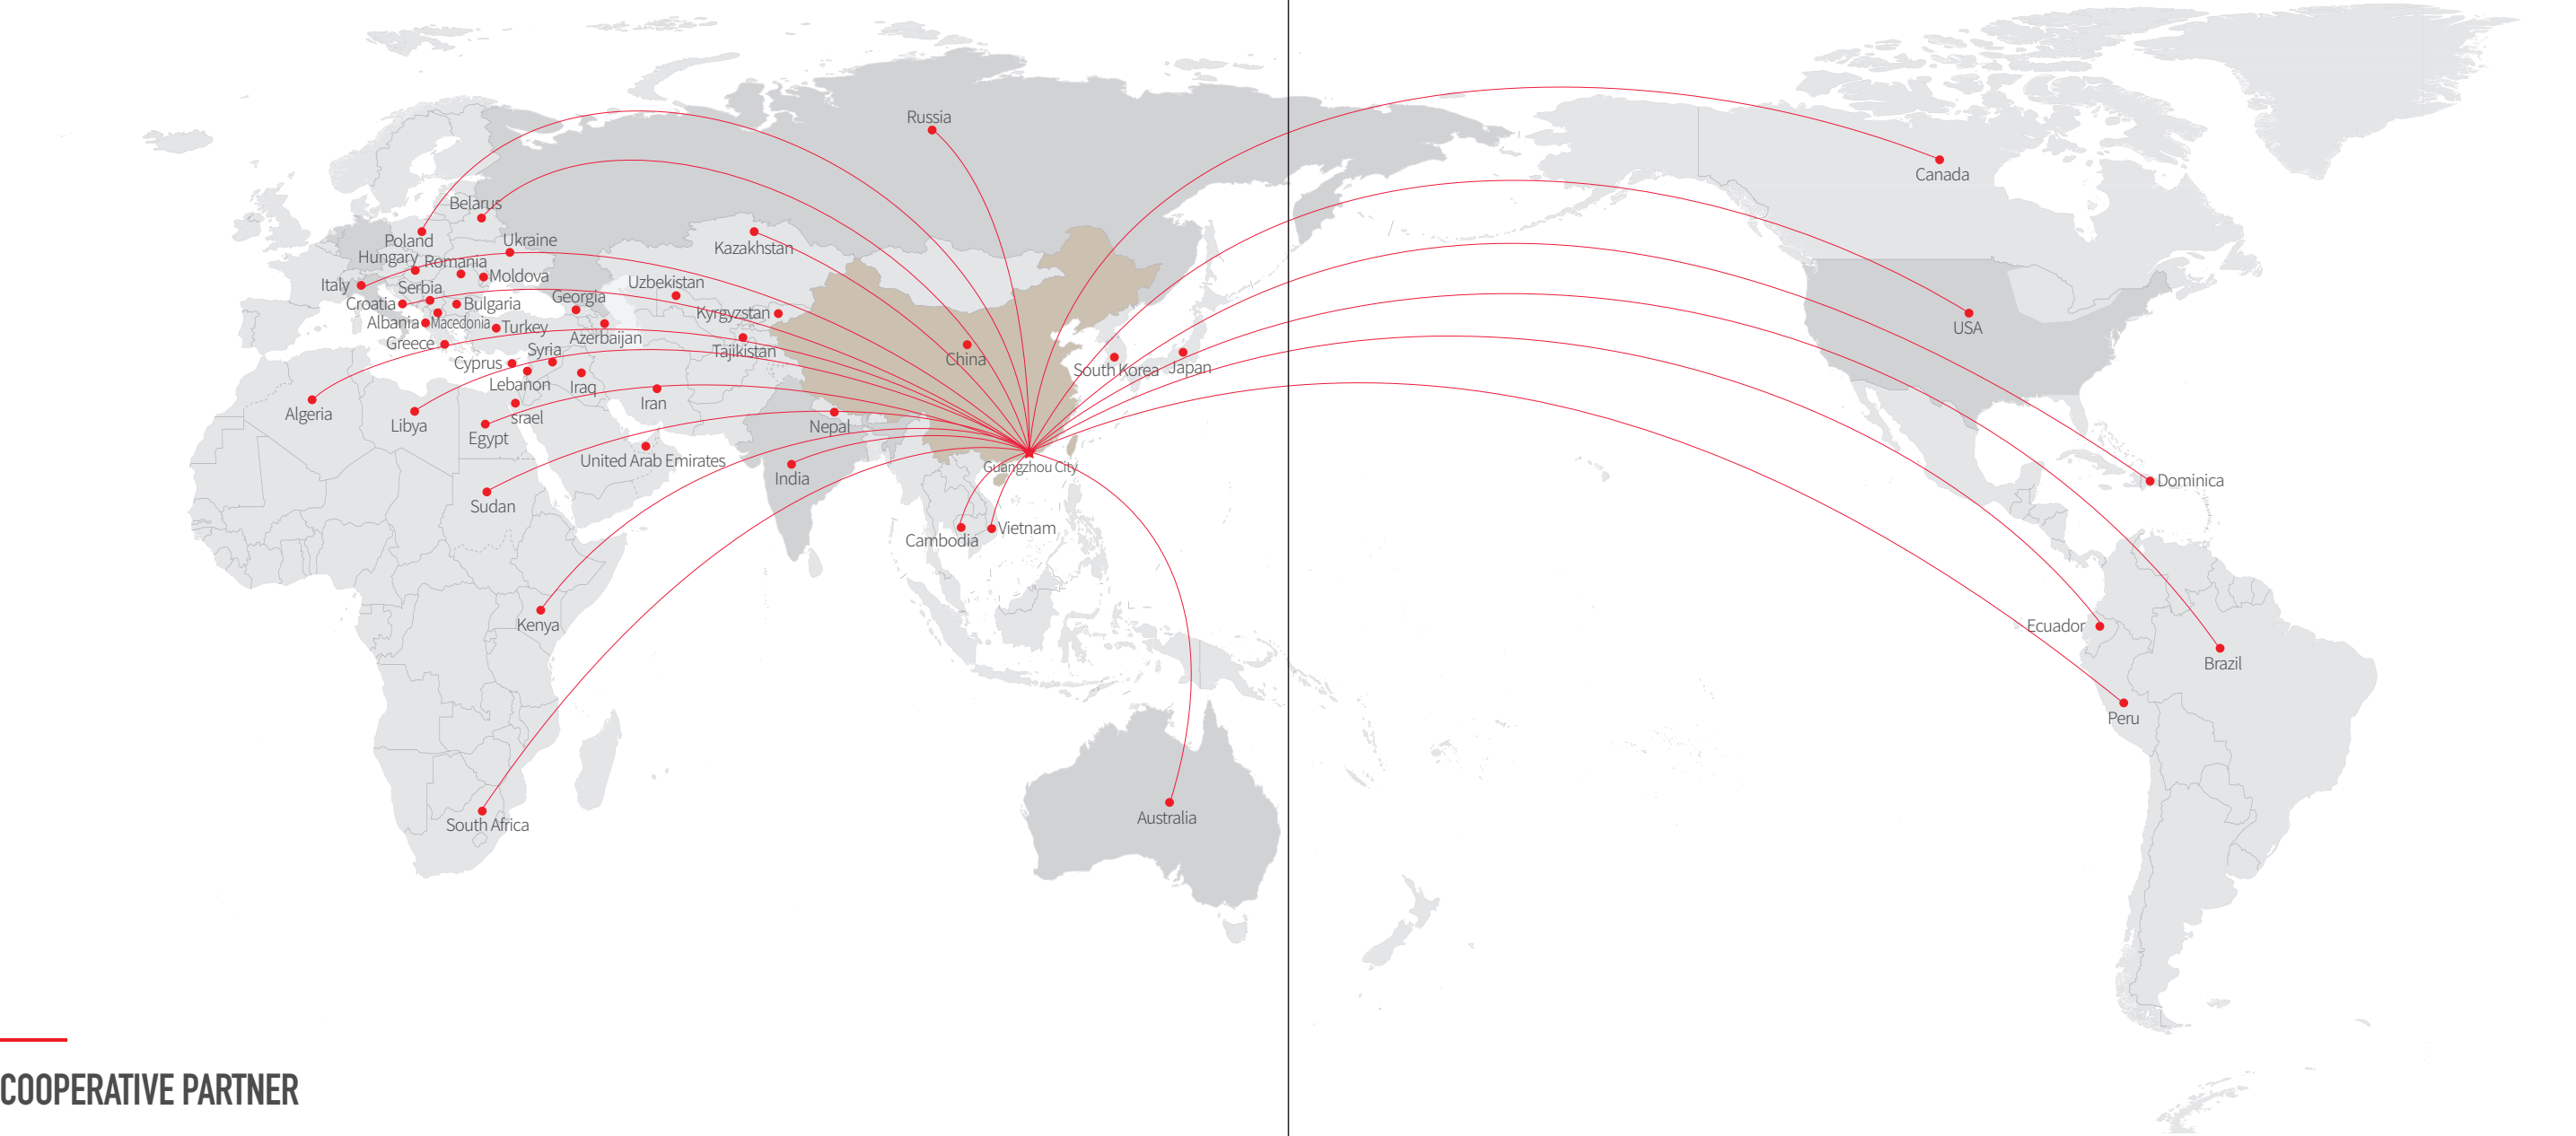 Russia
Canada
Belarus
Poland
Ukraine
Kazakhstan
Hungary
Romania
Moldova
Italy
Uzbekistan
Serbia
Georgia
Croatia
Bulgaria
Kyrgyzstan
Albania
Macedonia
Turkey
USA
Azerbaijan
Greece
Syria
Tajikistan
China
Cyprus
South Korea
Japan
Lebanon
Iraq
Iran
Algeria
Libya
srael
Egypt
Nepal
United Arab Emirates
Guangzhou City
India
Dominica
Sudan
Vietnam
Cambodia
Kenya
Ecuador
Brazil
Peru
Australia
South Africa
COOPERATIVE PARTNER